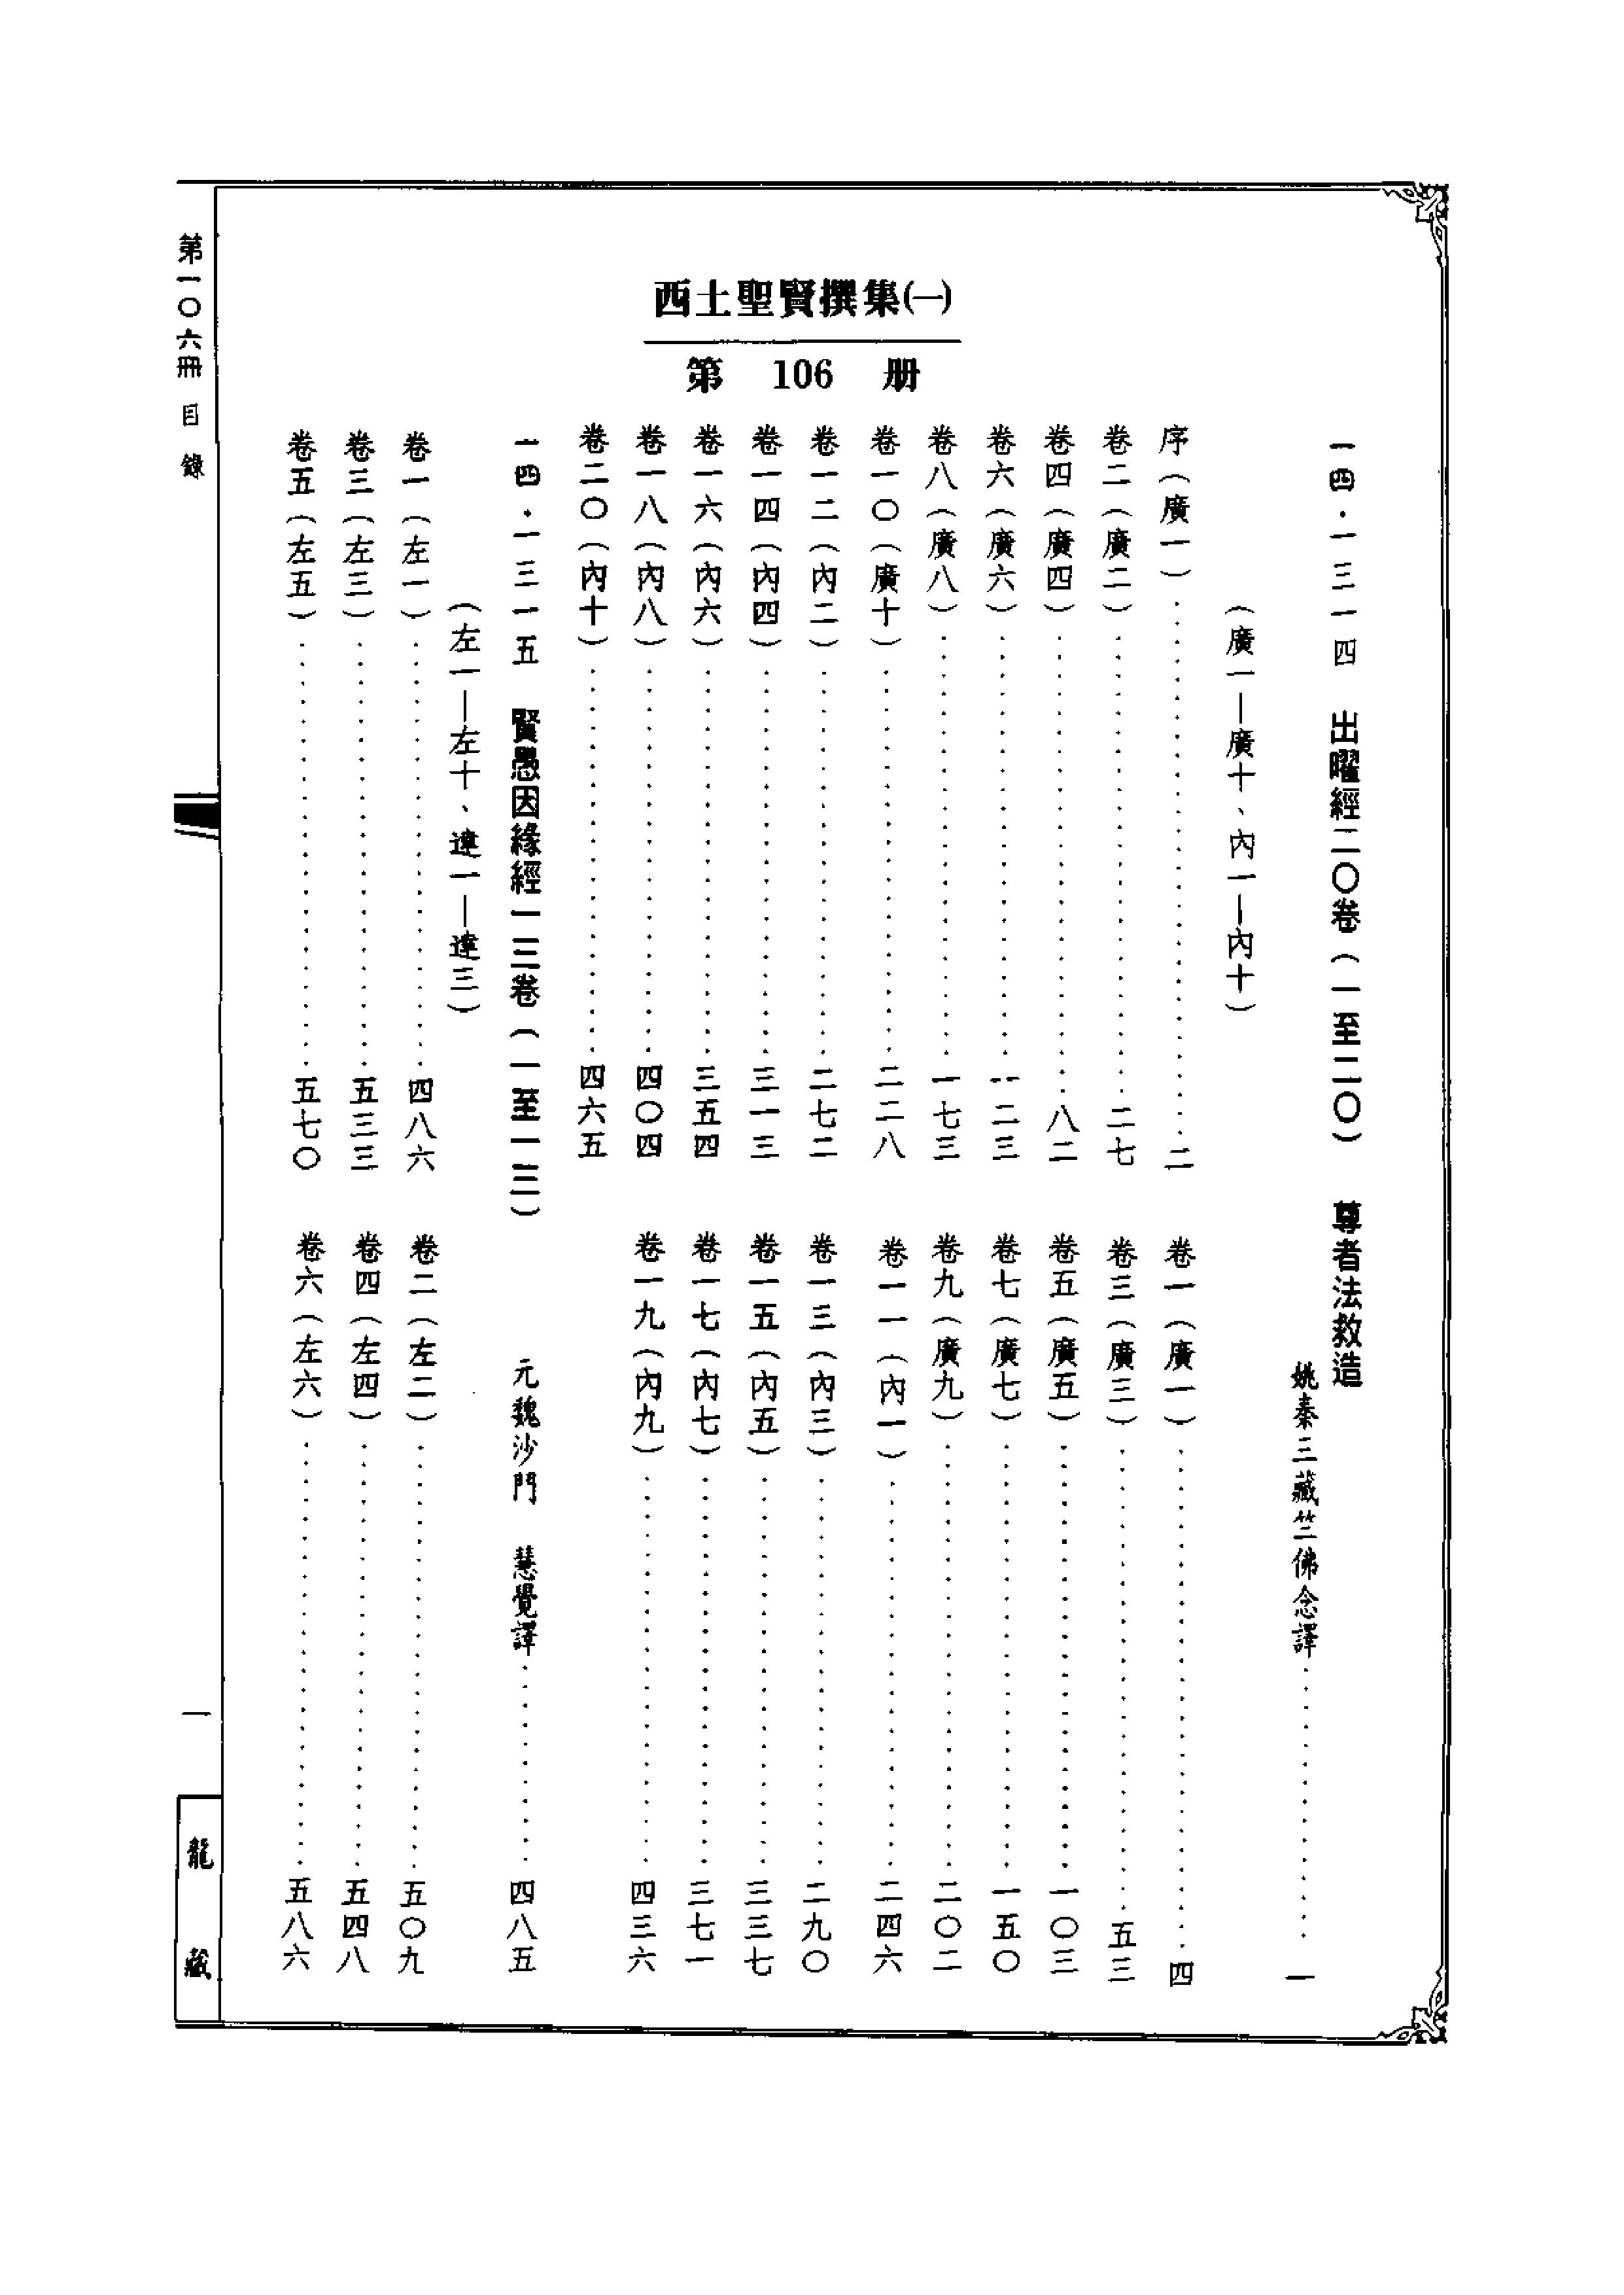 西土聖賢撰集(一)
第 106 册
一四·一三一四 出曜經二〇卷(一至二〇) 尊者法救造
姚秦三藏竺佛念譯……一
(廣一—廣十、內一—內十)
序(廣一)……二
卷一(廣一)……四
卷二(廣二)……二七
卷三(廣三)……五三
卷四(廣四)……八二
卷五(廣五)……一〇三
卷六(廣六)……一二三
卷七(廣七)……一五〇
卷八(廣八)……一七三
卷九(廣九)……二〇二
卷一〇(廣十)……二二八
卷一一(內一)……二四六
卷一二(內二)……二七二
卷一三(內三)……二九〇
卷一四(內四)……三一三
卷一五(內五)……三三七
卷一六(內六)……三五四
卷一七(內七)……三七一
卷一八(內八)……四〇四
卷一九(內九)……四三六
卷二〇(內十)……四六五
一四·一三一五 賢愚因緣經一三卷(一至一三)
元魏沙門 慧覺譯……四八五
(左一—左十、達一—達三)
卷一(左一)……四八六
卷二(左二)……五〇九
卷三(左三)……五三三
卷四(左四)……五四八
卷五(左五)……五七〇
卷六(左六)……五八六
第一〇六冊 目錄
一
龍藏